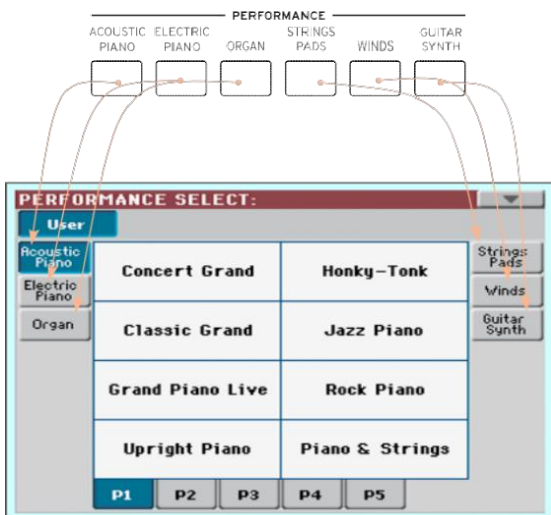 PERFORMANCE
ACOUSTIC PIANO
ELECTRIC PIANO
ORGAN
STRINGS PADS
WINDS
GUITAR SYNTH
PERFORMANCE SELECT:
User
Acoustic Piano
Concert Grand
Honky-Tonk
Strings Pads
Electric Piano
Winds
Organ
Classic Grand
Jazz Piano
Guitar Synth
Grand Piano Live
Rock Piano
Upright Piano
Piano & Strings
P1 P2 P3 P4 P5